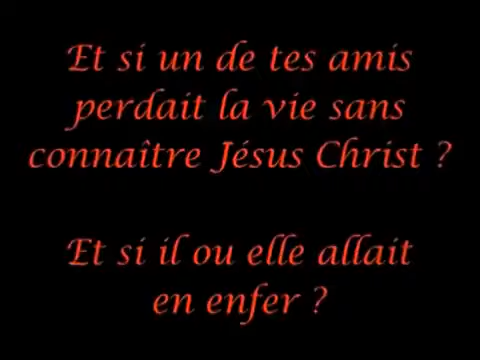 Et si un de tes amis
perdait la vie sans
connaître Jésus Christ ?
Et si il ou elle allait
en enfer ?